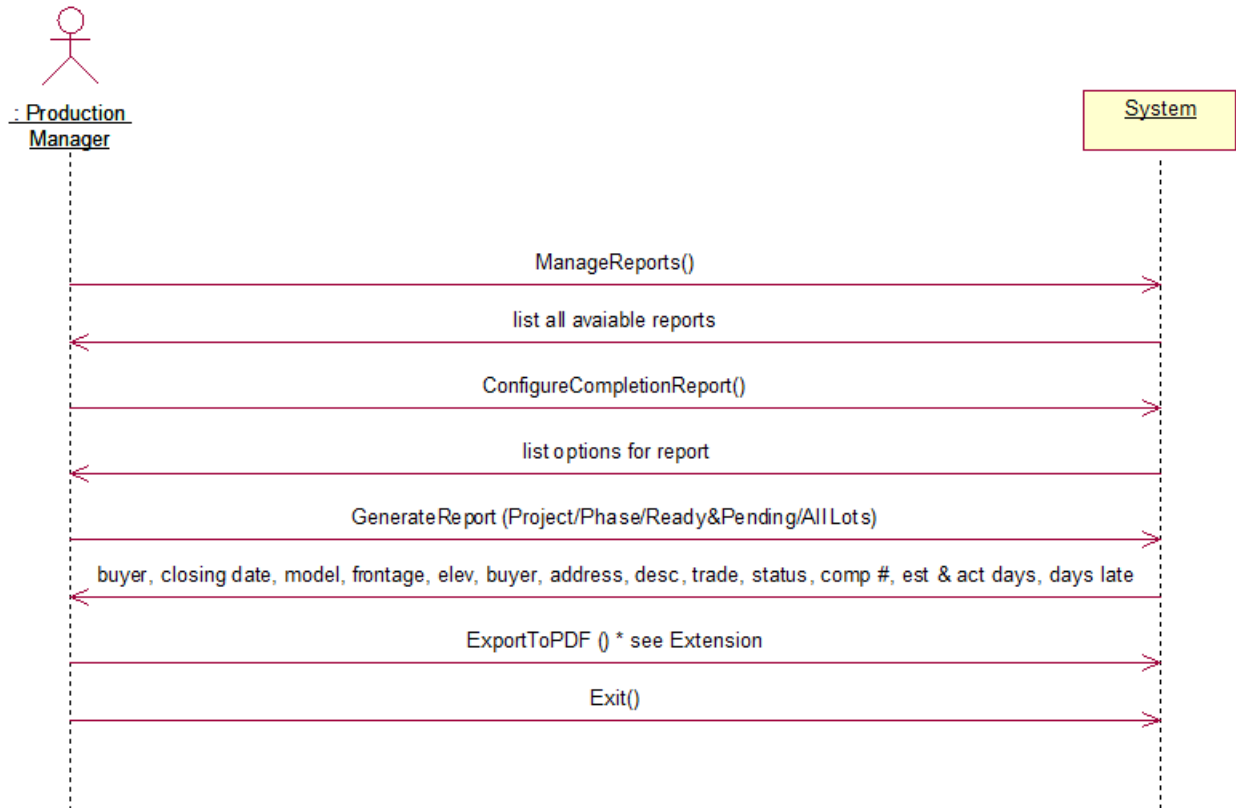 : Production
Manager
System
ManageReports()
list all avaiable reports
ConfigureCompletionReport()
list options for report
GenerateReport (Project/Phase/Ready&Pending/All Lots)
buyer, closing date, model, frontage, elev, buyer, address, desc, trade, status, comp #, est & act days, days late
ExportToPDF () * see Extension
Exit()